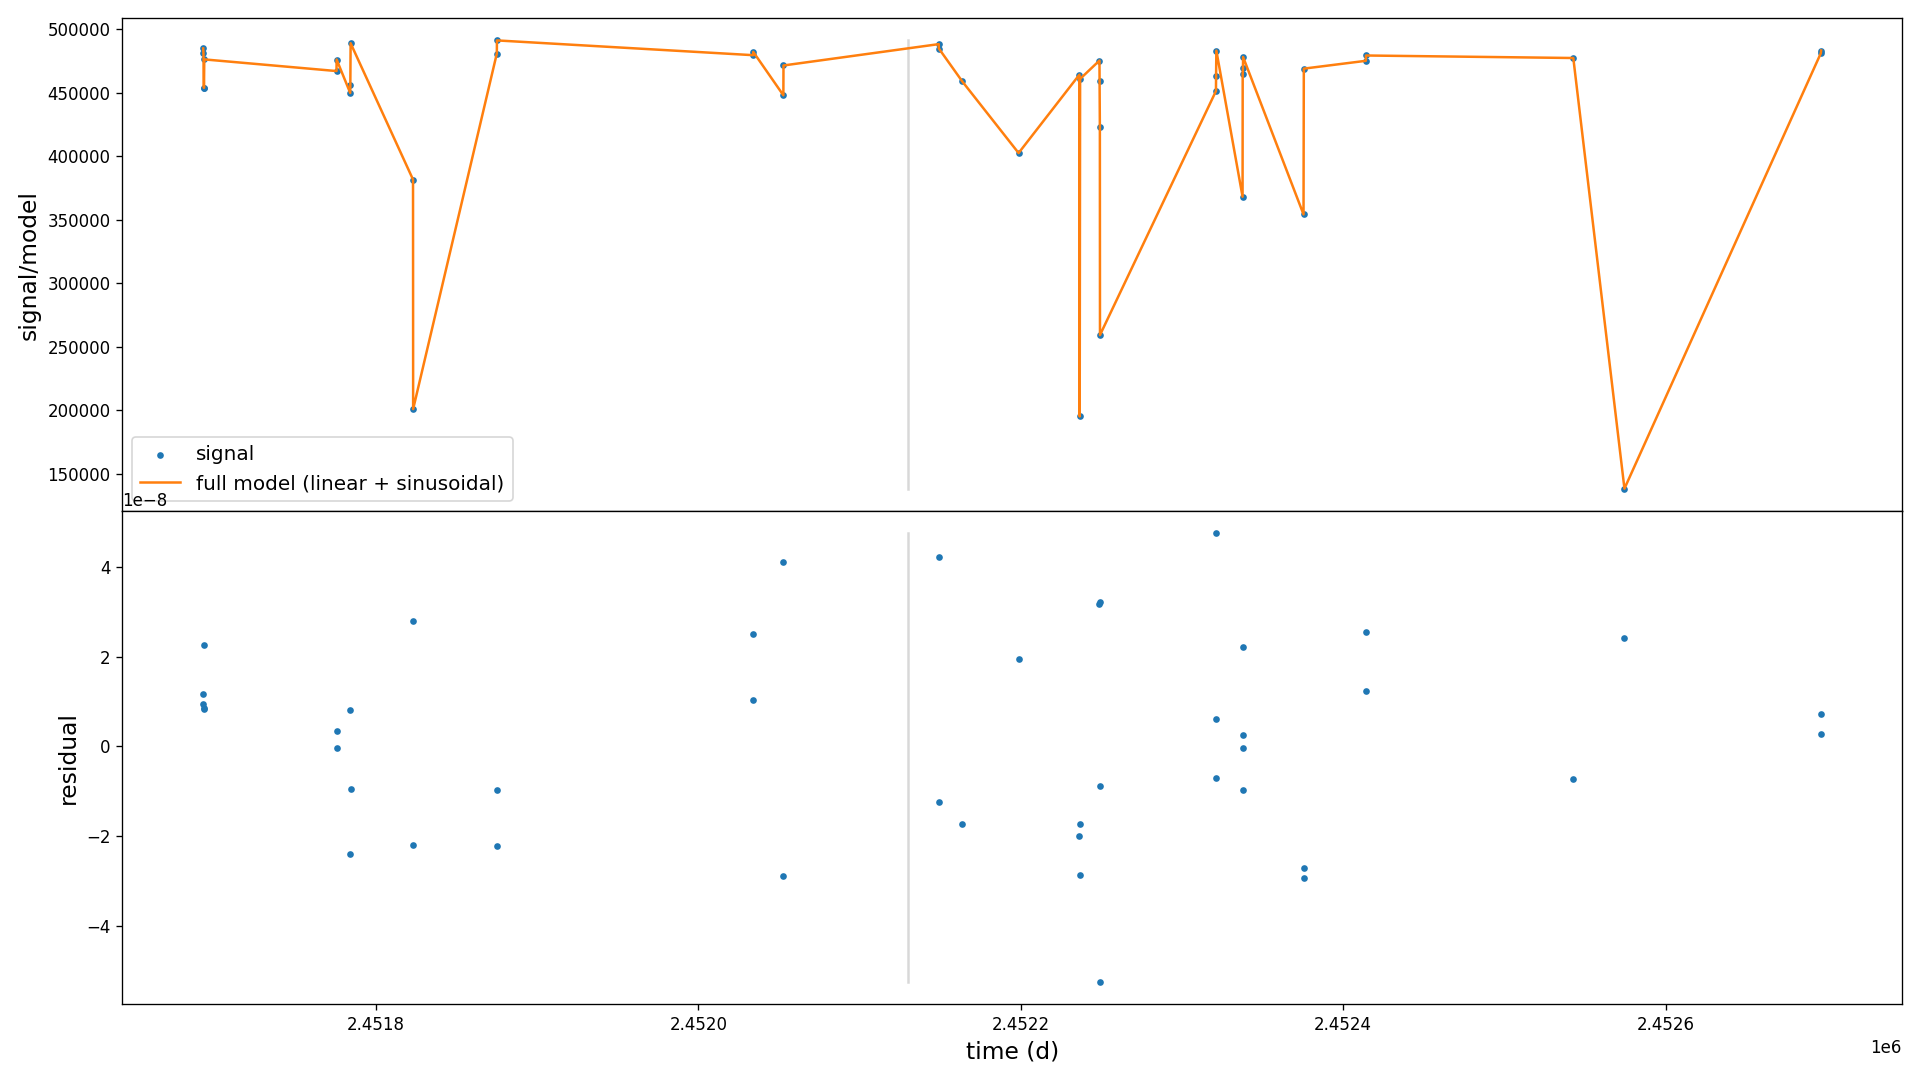 500000
450000
400000
350000
300000
250000
200000
150000
signal/model
signal
full model (linear + sinusoidal)
1e−8
4
2
0
−2
−4
residual
2.4518
2.4520
2.4522
2.4524
2.4526
time (d)
1e6